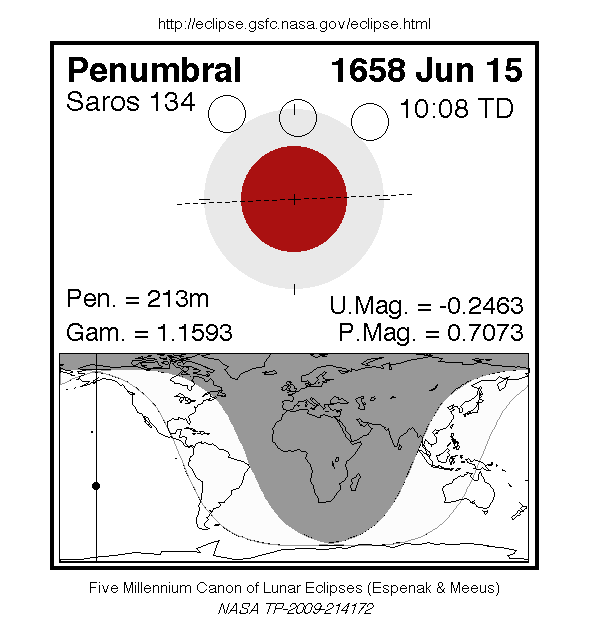 http://eclipse.gsfc.nasa.gov/eclipse.html
Penumbral 1658 Jun 15
Saros 134 10:08 TD
Pen. = 213m U.Mag. = -0.2463
Gam. = 1.1593 P.Mag. = 0.7073
Five Millennium Canon of Lunar Eclipses (Espenak & Meeus)
NASA TP-2009-214172